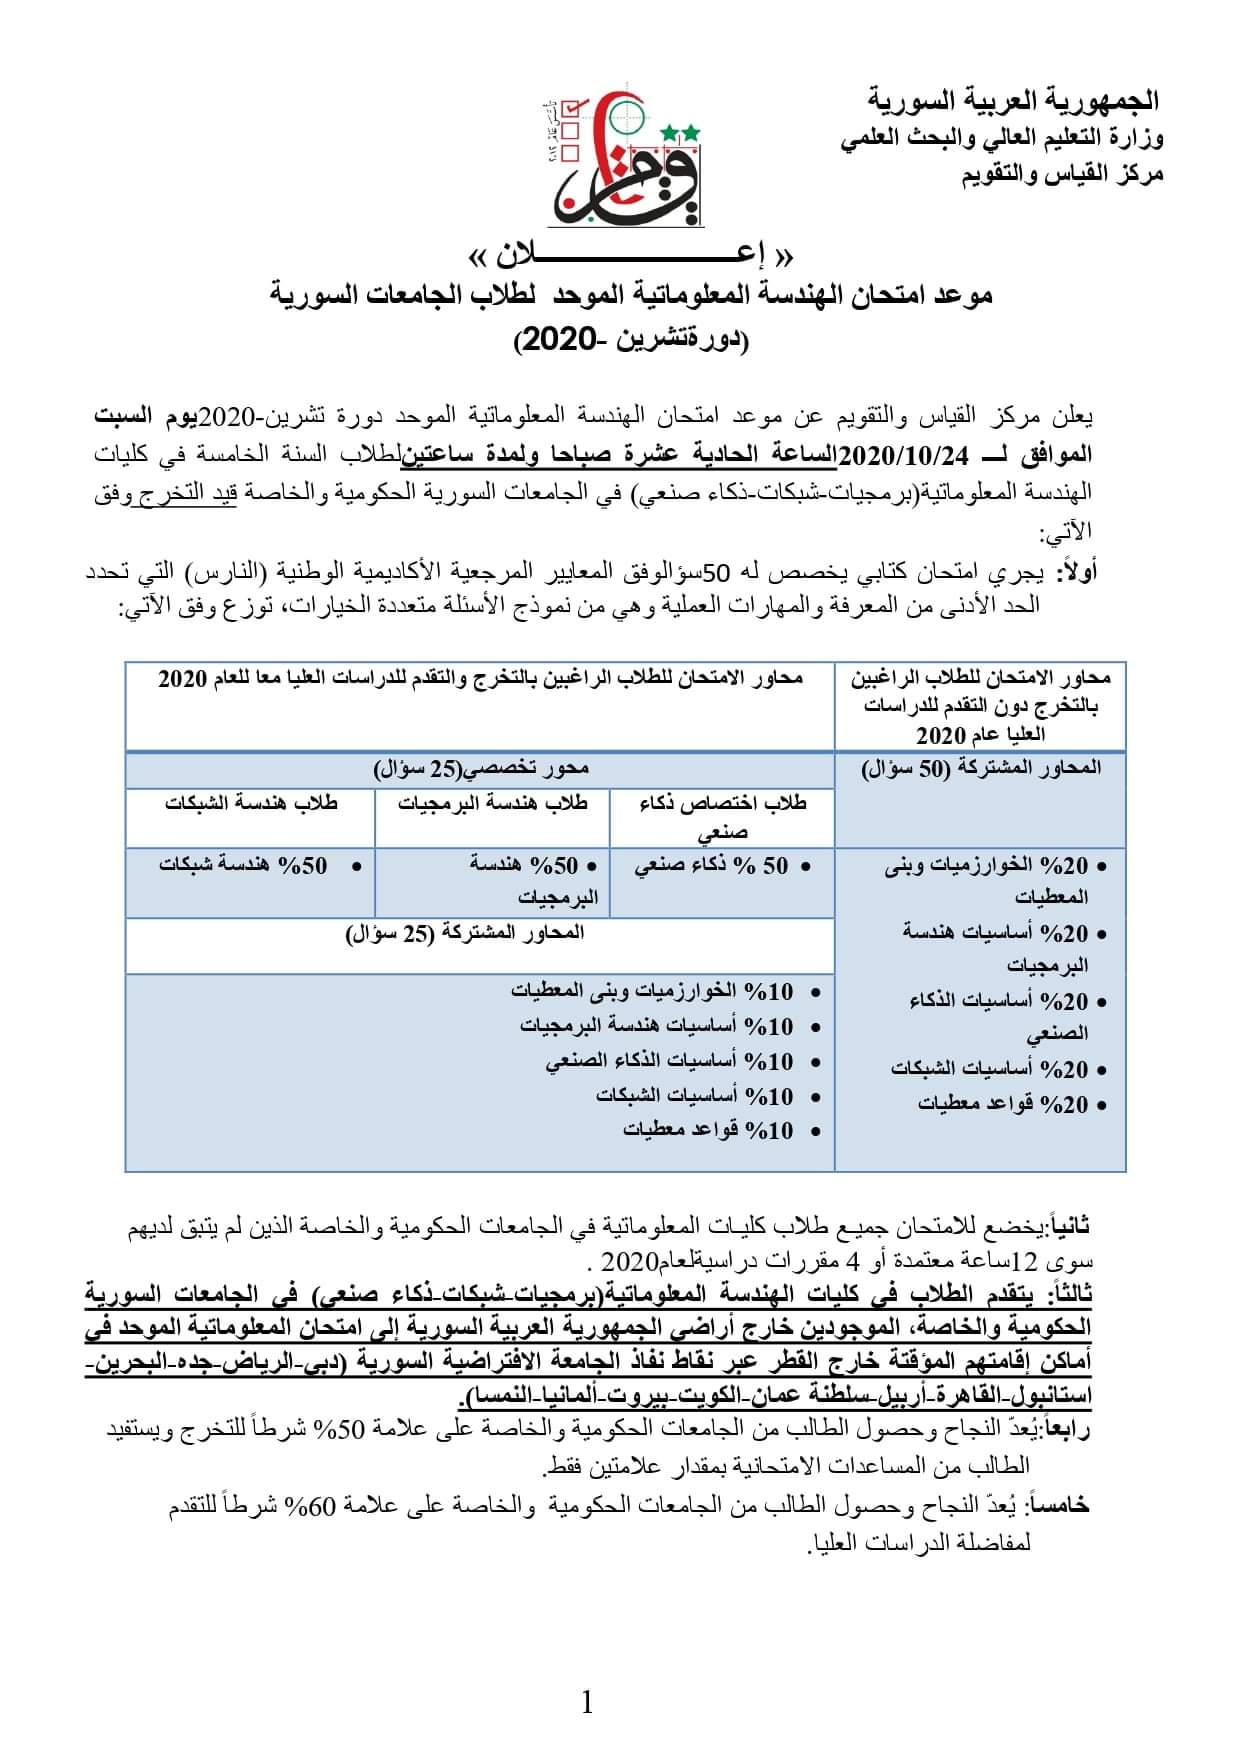 الجمهورية العربية السورية
وزارة التعليم العالي والبحث العلمي
مركز القياس والتقويم
تأسس عام ٢٠١٢
قياس
« إعـــــــــــــــــلان »
موعد امتحان الهندسة المعلوماتية الموحد لطلاب الجامعات السورية
(دورةتشرين -2020)
يعلن مركز القياس والتقويم عن موعد امتحان الهندسة المعلوماتية الموحد دورة تشرين-2020يوم السبت
الموافق لـــ 2020/10/24الساعة الحادية عشرة صباحا ولمدة ساعتينلطلاب السنة الخامسة في كليات
الهندسة المعلوماتية(برمجيات-شبكات-ذكاء صنعي) في الجامعات السورية الحكومية والخاصة قيد التخرج وفق
الآتي:
أولاً: يجري امتحان كتابي يخصص له 50سؤالوفق المعايير المرجعية الأكاديمية الوطنية (النارس) التي تحدد
الحد الأدنى من المعرفة والمهارات العملية وهي من نموذج الأسئلة متعددة الخيارات، توزع وفق الآتي:
محاور الامتحان للطلاب الراغبين
بالتخرج دون التقدم للدراسات
العليا عام 2020
محاور الامتحان للطلاب الراغبين بالتخرج والتقدم للدراسات العليا معا للعام 2020
المحاور المشتركة (50 سؤال)
محور تخصصي(25 سؤال)
طلاب اختصاص ذكاء
صنعي
طلاب هندسة البرمجيات
طلاب هندسة الشبكات
• 20% الخوارزميات وبنى
المعطيات
• 20% أساسيات هندسة
البرمجيات
• 20% أساسيات الذكاء
الصنعي
• 20% أساسيات الشبكات
• 20% قواعد معطيات
• 50 % ذكاء صنعي
• 50% هندسة
البرمجيات
• 50% هندسة شبكات
المحاور المشتركة (25 سؤال)
• 10% الخوارزميات وبنى المعطيات
• 10% أساسيات هندسة البرمجيات
• 10% أساسيات الذكاء الصنعي
• 10% أساسيات الشبكات
• 10% قواعد معطيات
ثانياً:يخضع للامتحان جميع طلاب كليات المعلوماتية في الجامعات الحكومية والخاصة الذين لم يتبق لديهم
سوى 12ساعة معتمدة أو 4 مقررات دراسيةلعام2020 .
ثالثاً: يتقدم الطلاب في كليات الهندسة المعلوماتية(برمجيات-شبكات-ذكاء صنعي) في الجامعات السورية
الحكومية والخاصة، الموجودين خارج أراضي الجمهورية العربية السورية إلى امتحان المعلوماتية الموحد في
أماكن إقامتهم المؤقتة خارج القطر عبر نقاط نفاذ الجامعة الافتراضية السورية (دبي-الرياض-جده-البحرين-
استانبول-القاهرة-أربيل-سلطنة عمان-الكويت-بيروت-ألمانيا-النمسا).
رابعاً:يُعدّ النجاح وحصول الطالب من الجامعات الحكومية والخاصة على علامة 50% شرطاً للتخرج ويستفيد
الطالب من المساعدات الامتحانية بمقدار علامتين فقط.
خامساً: يُعدّ النجاح وحصول الطالب من الجامعات الحكومية والخاصة على علامة 60% شرطاً للتقدم
لمفاضلة الدراسات العليا.
1